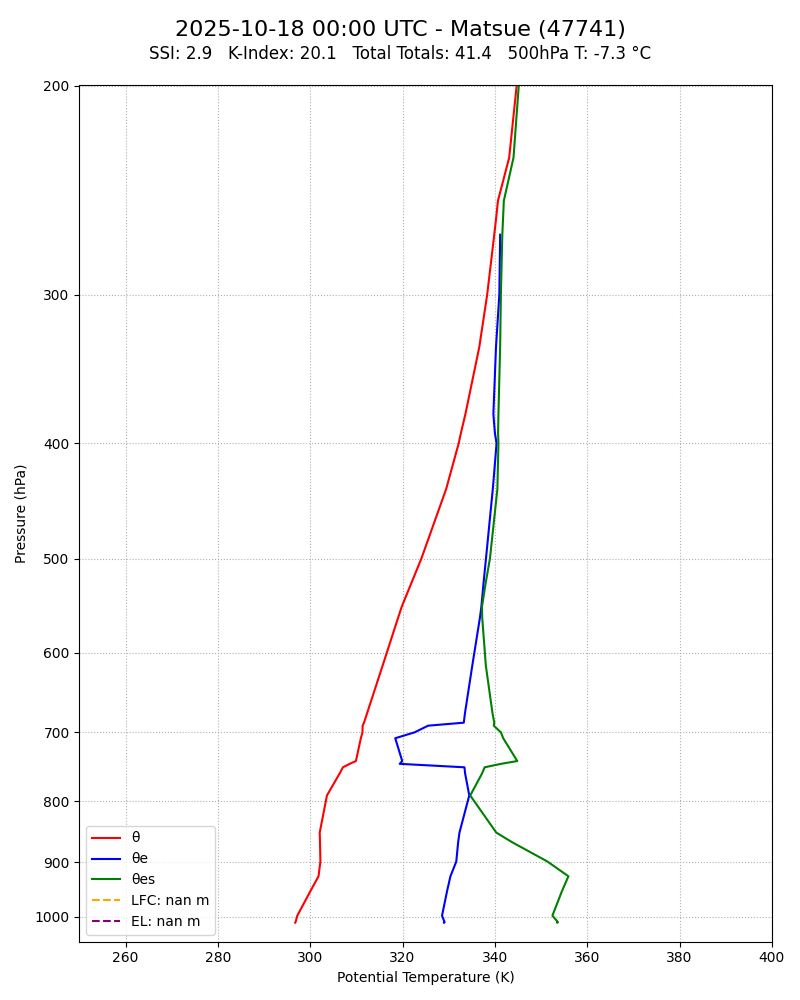 2025-10-18 00:00 UTC - Matsue (47741)
SSI: 2.9 K-Index: 20.1 Total Totals: 41.4 500hPa T: -7.3 °C
200
300
400
500
600
700
800
900
1000
Pressure (hPa)
θ
θe
θes
LFC: nan m
EL: nan m
260 280 300 320 340 360 380 400
Potential Temperature (K)